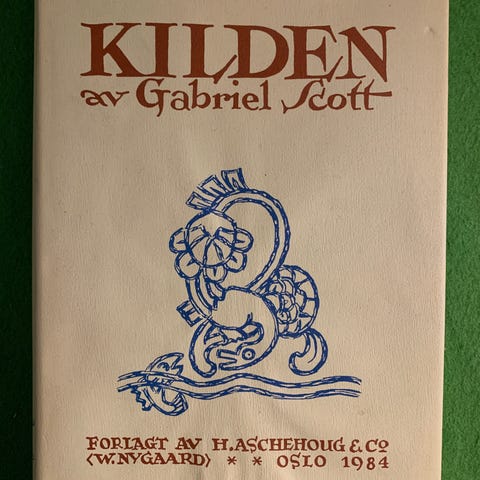 KILDEN
av Gabriel Scott
FORLAGT AV H. ASCHEHOUG & CO
(W. NYGAARD) * * OSLO 1984